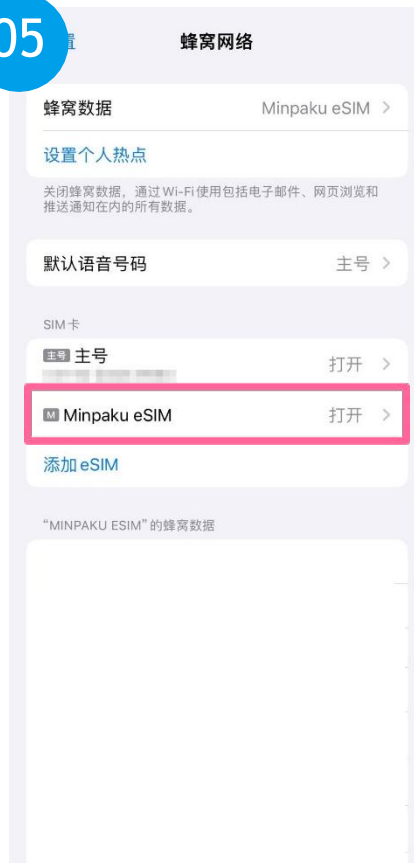 05
置
蜂窝网络
蜂窝数据 Minpaku eSIM
设置个人热点
关闭蜂窝数据，通过 Wi-Fi 使用包括电子邮件、网页浏览和
推送通知在内的所有数据。
默认语音号码 主号
SIM卡
主号 主号 打开
M Minpaku eSIM 打开
添加 eSIM
“MINPAKU ESIM”的蜂窝数据